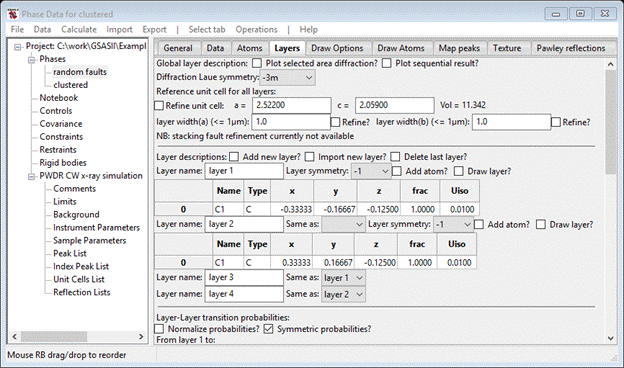 Phase Data for clustered
File Data Calculate Import Export | Select tab Operations | Help
Project: C:\work\GSASII\Exampl
Phases
random faults
clustered
Notebook
Controls
Covariance
Constraints
Restraints
Rigid bodies
PWDR CW x-ray simulation
Comments
Limits
Background
Instrument Parameters
Sample Parameters
Peak List
Index Peak List
Unit Cells List
Reflection Lists
General Data Atoms Layers Draw Options Draw Atoms Map peaks Texture Pawley reflections
Global layer description: Plot selected area diffraction? Plot sequential result?
Diffraction Laue symmetry: -3m
Reference unit cell for all layers:
Refine unit cell: a = 2.52200 c = 2.05900 Vol = 11.342
layer width(a) (<= 1μm): 1.0 Refine? layer width(b) (<= 1μm): 1.0 Refine?
NB: stacking fault refinement currently not available
Layer descriptions: Add new layer? Import new layer? Delete last layer?
Layer name: layer 1 Layer symmetry: -1 Add atom? Draw layer?
Name Type x y z frac Uiso
0 C1 C -0.33333 -0.16667 -0.12500 1.0000 0.0100
Layer name: layer 2 Same as: Layer symmetry: -1 Add atom? Draw layer?
Name Type x y z frac Uiso
0 C1 C 0.33333 0.16667 -0.12500 1.0000 0.0100
Layer name: layer 3 Same as: layer 1
Layer name: layer 4 Same as: layer 2
Layer-Layer transition probabilities:
Normalize probabilities? Symmetric probabilities?
From layer 1 to:
Mouse RB drag/drop to reorder